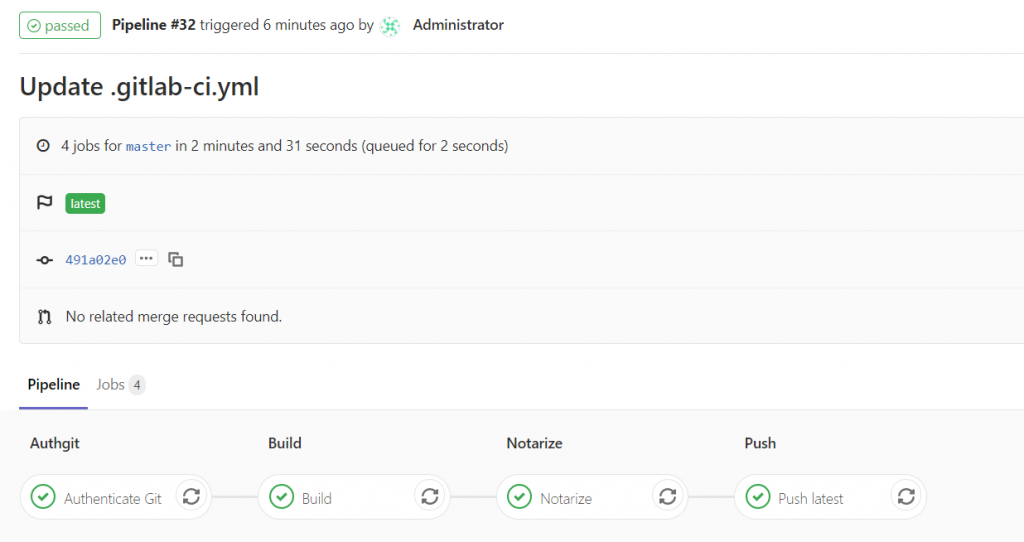 passed Pipeline #32 triggered 6 minutes ago by Administrator
Update .gitlab-ci.yml
4 jobs for master in 2 minutes and 31 seconds (queued for 2 seconds)
latest
491a02e0 ...
No related merge requests found.
Pipeline Jobs 4
Authgit Build Notarize Push
Authenticate Git Build Notarize Push latest